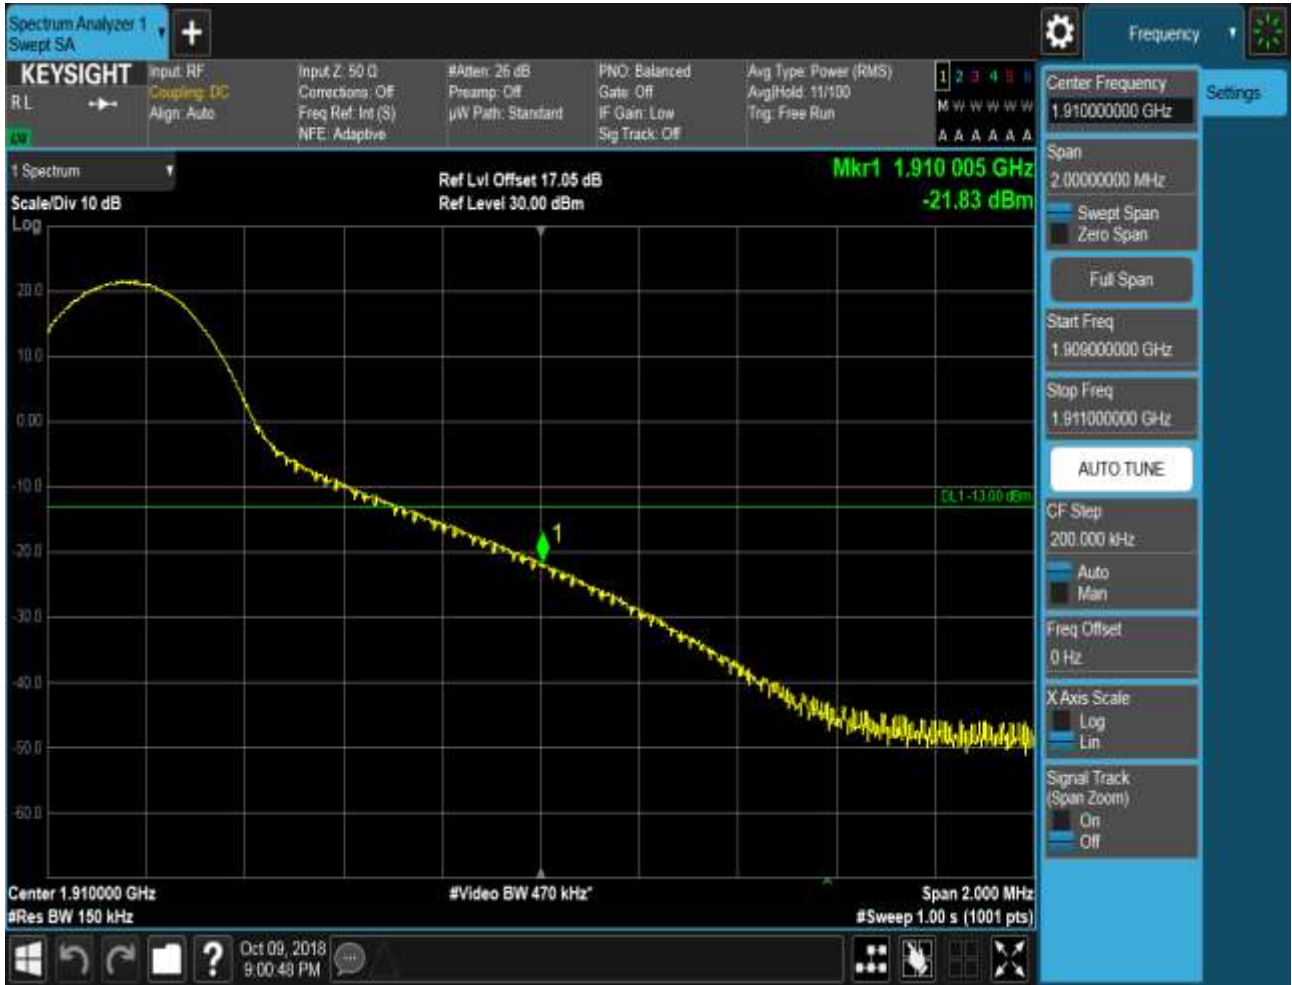 Spectrum Analyzer 1
Swept SA
Frequency
KEYSIGHT
R L
LW
Input: RF
Coupling: DC
Align: Auto
Input Z: 50 Ω
Corrections: Off
Freq Ref: Int (S)
NFE: Adaptive
#Atten: 26 dB
Preamp: Off
µW Path: Standard
PNO: Balanced
Gate: Off
IF Gain: Low
Sig Track: Off
Avg Type: Power (RMS)
Avg|Hold: 11/100
Trig: Free Run
1 2 3 4 5 6
M W W W W W
A A A A A A
1 Spectrum
Scale/Div 10 dB
Log
Ref Lvl Offset 17.05 dB
Ref Level 30.00 dBm
Mkr1 1.910 005 GHz
-21.83 dBm
20.0
10.0
0.00
-10.0
-20.0
-30.0
-40.0
-50.0
-60.0
DL1 -13.00 dBm
1
Center 1.910000 GHz
#Res BW 150 kHz
#Video BW 470 kHz*
Span 2.000 MHz
#Sweep 1.00 s (1001 pts)
Oct 09, 2018
9:00:48 PM
Center Frequency
1.910000000 GHz
Settings
Span
2.00000000 MHz
Swept Span
Zero Span
Full Span
Start Freq
1.909000000 GHz
Stop Freq
1.911000000 GHz
AUTO TUNE
CF Step
200.000 kHz
Auto
Man
Freq Offset
0 Hz
X Axis Scale
Log
Lin
Signal Track
(Span Zoom)
On
Off